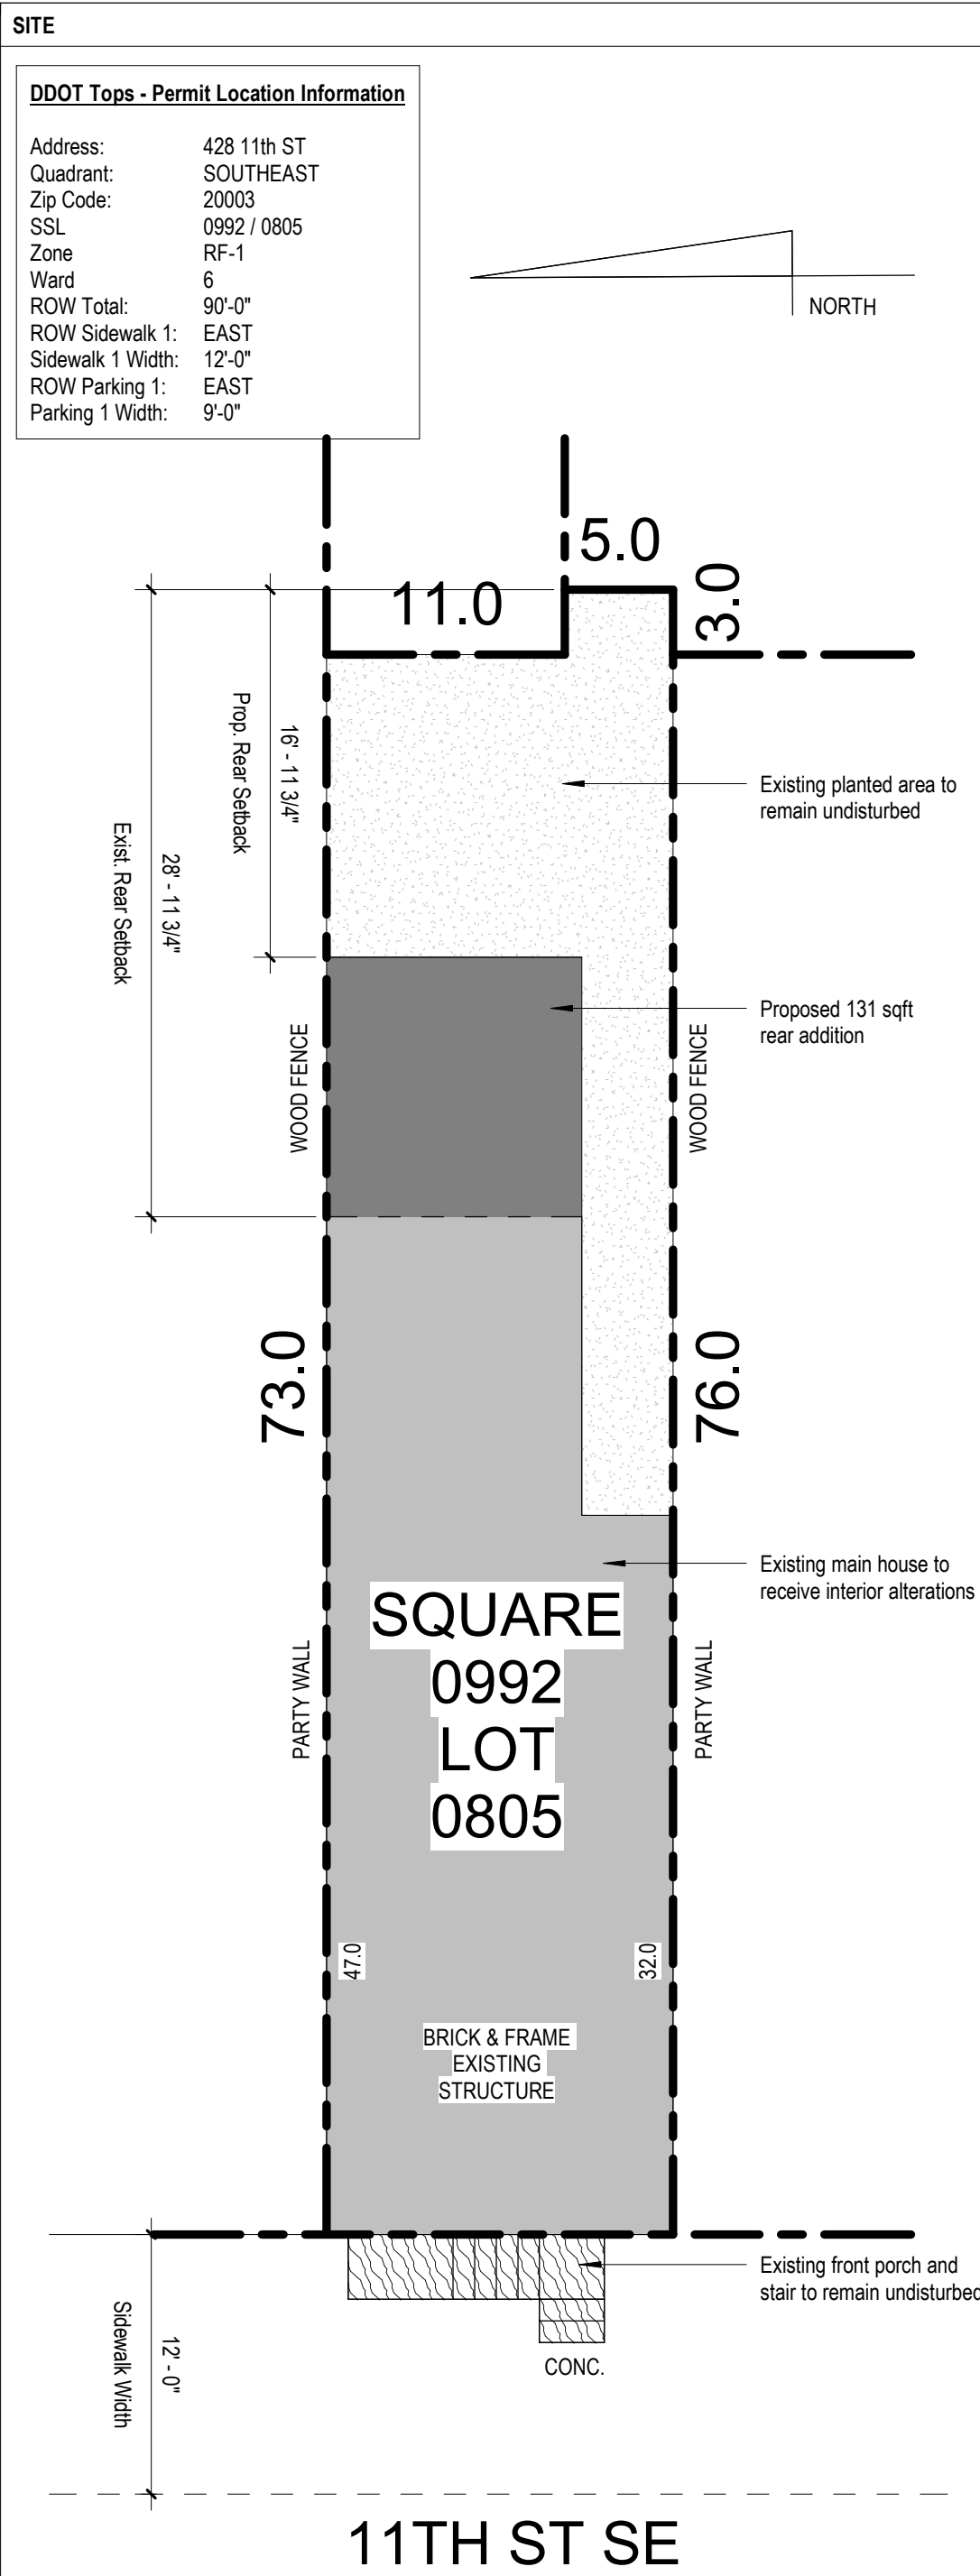 SITE
DDOT Tops - Permit Location Information
Address: 428 11th ST
Quadrant: SOUTHEAST
Zip Code: 20003
SSL 0992 / 0805
Zone RF-1
Ward 6
ROW Total: 90'-0"
ROW Sidewalk 1: EAST
Sidewalk 1 Width: 12'-0"
ROW Parking 1: EAST
Parking 1 Width: 9'-0"
NORTH
5.0
11.0
3.0
Prop. Rear Setback
16' - 11 3/4"
Exist. Rear Setback
28' - 11 3/4"
Existing planted area to
remain undisturbed
WOOD FENCE
Proposed 131 sqft
rear addition
WOOD FENCE
73.0
76.0
Existing main house to
receive interior alterations
SQUARE
0992
LOT
0805
PARTY WALL
PARTY WALL
47.0
32.0
BRICK & FRAME
EXISTING
STRUCTURE
Existing front porch and
stair to remain undisturbed
Sidewalk Width
12' - 0"
CONC.
11TH ST SE